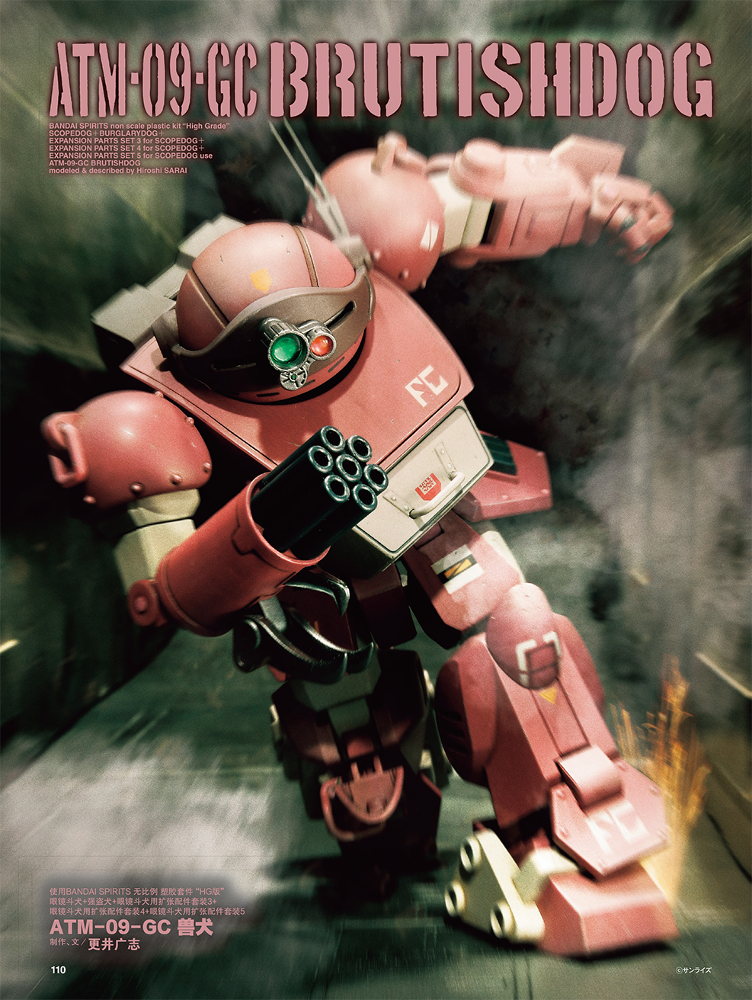 ATM-09-GC BRUTISHDOG
BANDAI SPIRITS non scale plastic kit “High Grade”
SCOPEDOG＋BURGLARYDOG＋
EXPANSION PARTS SET 3 for SCOPEDOG＋
EXPANSION PARTS SET 4 for SCOPEDOG＋
EXPANSION PARTS SET 5 for SCOPEDOG use
ATM-09-GC BRUTISHDOG
modeled & described by Hiroshi SARAI
FC
FC
使用BANDAI SPIRITS 无比例 塑胶套件 “HG版”
眼镜斗犬+强盗犬+眼镜斗犬用扩张配件套装3+
眼镜斗犬用扩张配件套装4+眼镜斗犬用扩张配件套装5
ATM-09-GC 兽犬
制作、文／更井广志
110
©サンライズ